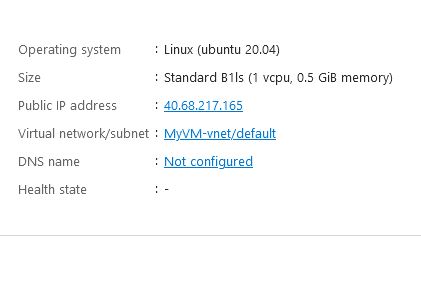 Operating system : Linux (ubuntu 20.04)
Size : Standard B1ls (1 vcpu, 0.5 GiB memory)
Public IP address : 40.68.217.165
Virtual network/subnet : MyVM-vnet/default
DNS name : Not configured
Health state : -